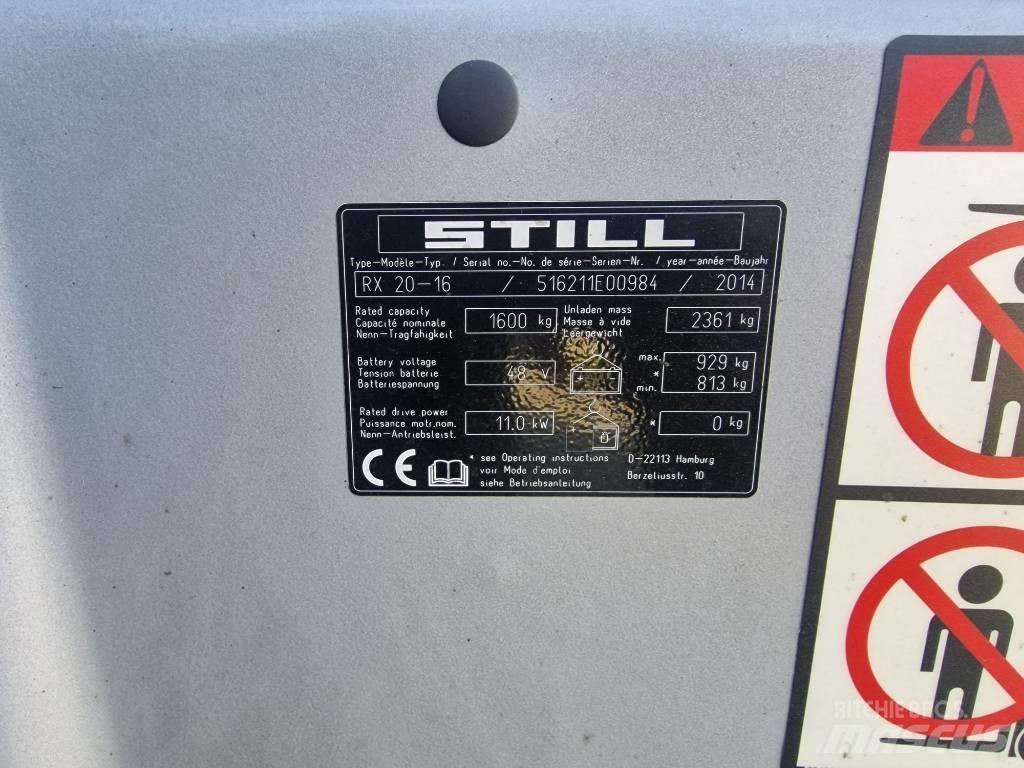 STILL
Type-Modèle-Typ. / Serial no.-No. de série-Serien-Nr. / year-année-Baujahr
RX 20-16 / 516211E00984 / 2014
Rated capacity
Capacité nominale
Nenn-Tragfähigkeit
1600 kg
Unladen mass
Masse à vide
Leergewicht
2361 kg
Battery voltage
Tension batterie
Batteriespannung
48 V
max. 929 kg
*
min. 813 kg
Rated drive power
Puissance motr.nom.
Nenn-Antriebsleist.
11.0 kW
* 0 kg
CE
* see Operating instructions
voir Mode d'emploi
siehe Betriebsanleitung
D-22113 Hamburg
Berzeliusstr. 10
RITCHIE BROS.
MASCUS